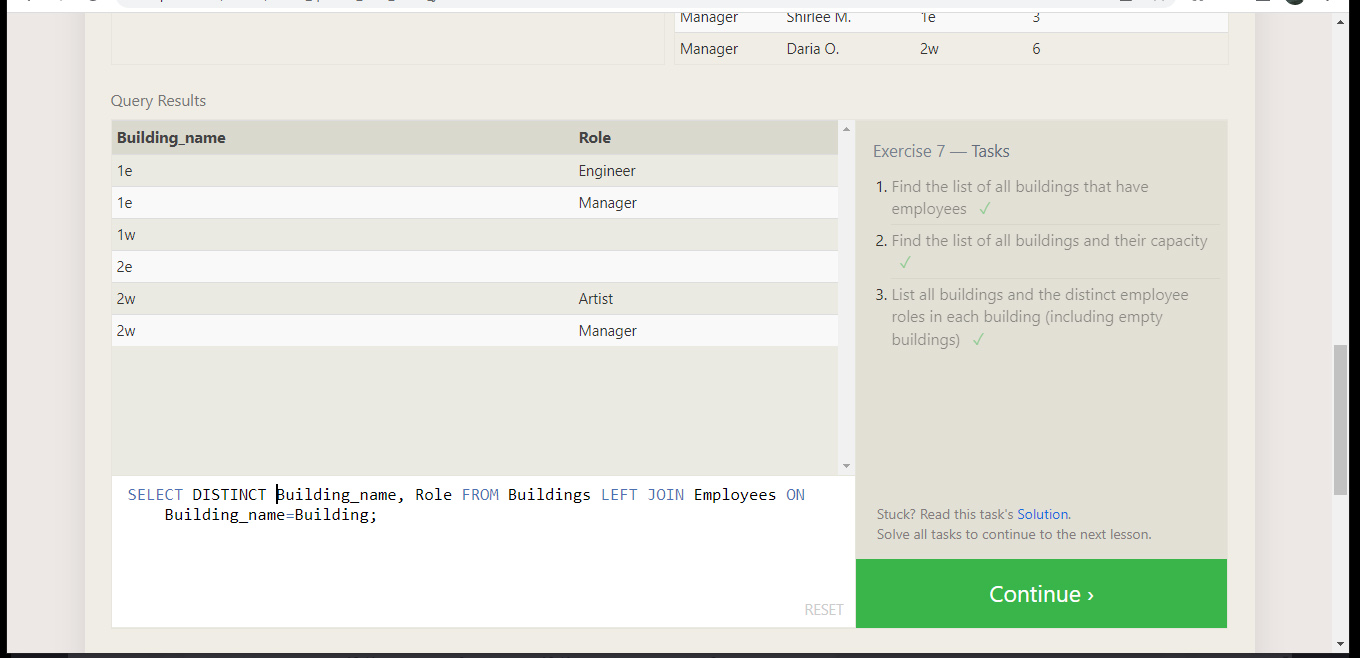 Manager Shirlee M. 1e 3
Manager Daria O. 2w 6
Query Results
Building_name Role
1e Engineer
1e Manager
1w
2e
2w Artist
2w Manager
Exercise 7 — Tasks
1. Find the list of all buildings that have
employees ✓
2. Find the list of all buildings and their capacity
✓
3. List all buildings and the distinct employee
roles in each building (including empty
buildings) ✓
SELECT DISTINCT Building_name, Role FROM Buildings LEFT JOIN Employees ON
Building_name=Building;
RESET
Stuck? Read this task's Solution.
Solve all tasks to continue to the next lesson.
Continue ›